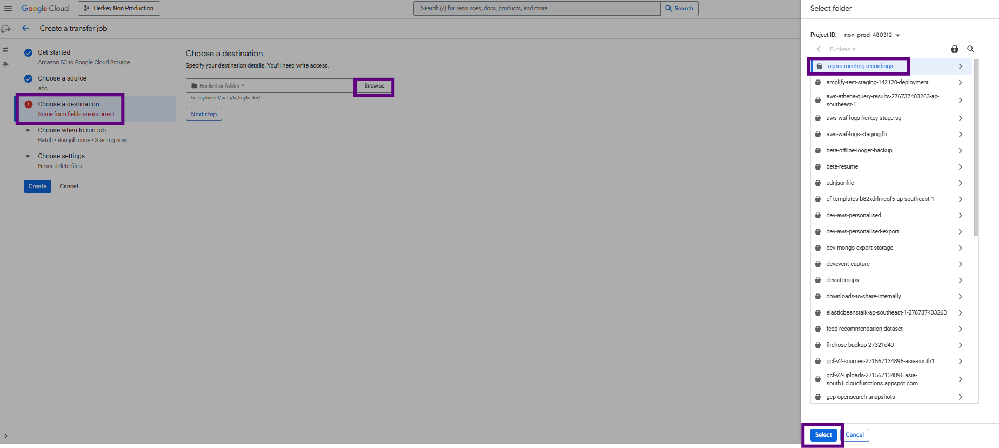 Google Cloud
Herkey Non Production
Search (/) for resources, docs, products, and more
Search
Create a transfer job
Get started
Amazon S3 to Google Cloud Storage
Choose a source
abc
Choose a destination
Some form fields are incorrect
Choose when to run job
Batch • Run job once • Starting now
Choose settings
Never delete files
Create
Cancel
Choose a destination
Specify your destination details. You'll need write access.
Bucket or folder *
Browse
Ex. mybucket/path/to/myfolder/
Next step
Select folder
Project ID: non-prod-480312
Buckets
agora-meeting-recordings
amplify-test-staging-142120-deployment
aws-athena-query-results-276737403263-ap-
southeast-1
aws-waf-logs-herkey-stage-sg
aws-waf-logs-stagingjfh
beta-offline-looger-backup
beta-resume
cdnjsonfile
cf-templates-b82xdrlmcqf5-ap-southeast-1
dev-aws-personalised
dev-aws-personalised-export
dev-mongo-export-storage
devevent-capture
devsitemaps
downloads-to-share-internally
elasticbeanstalk-ap-southeast-1-276737403263
feed-recommendation-dataset
firehose-backup-27321d40
gcf-v2-sources-271567134896-asia-south1
gcf-v2-uploads-271567134896.asia-
south1.cloudfunctions.appspot.com
gcp-opensearch-snapshots
Select
Cancel